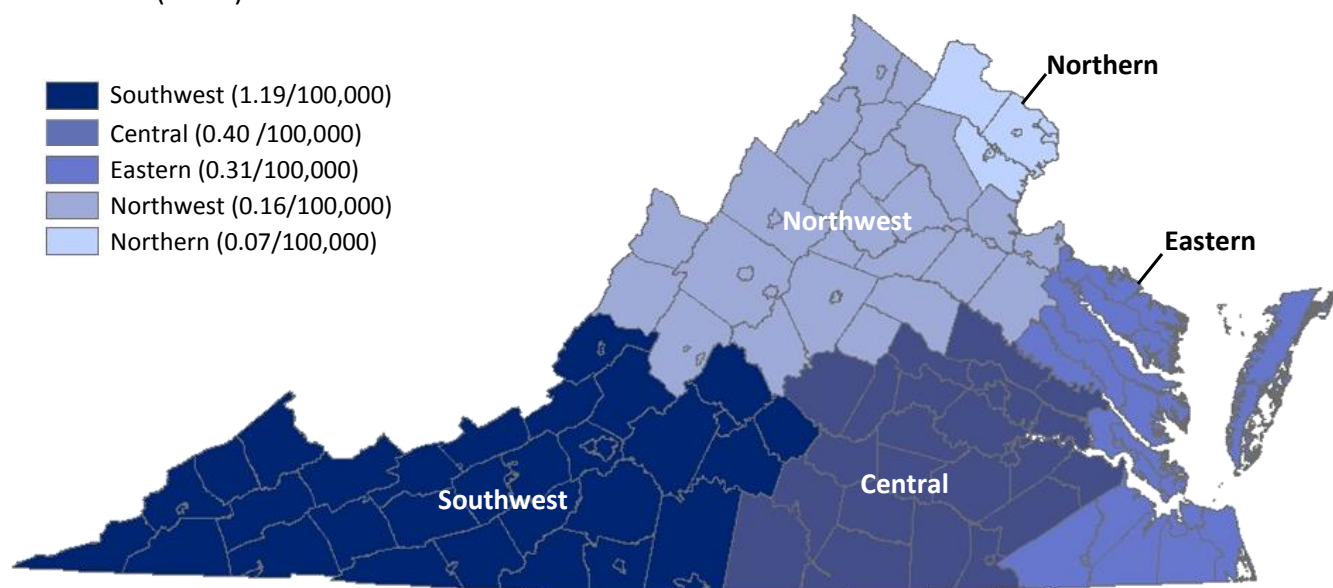 Southwest (1.19/100,000)
Central (0.40 /100,000)
Eastern (0.31/100,000)
Northwest (0.16/100,000)
Northern (0.07/100,000)
Northern
Northwest
Eastern
Southwest
Central